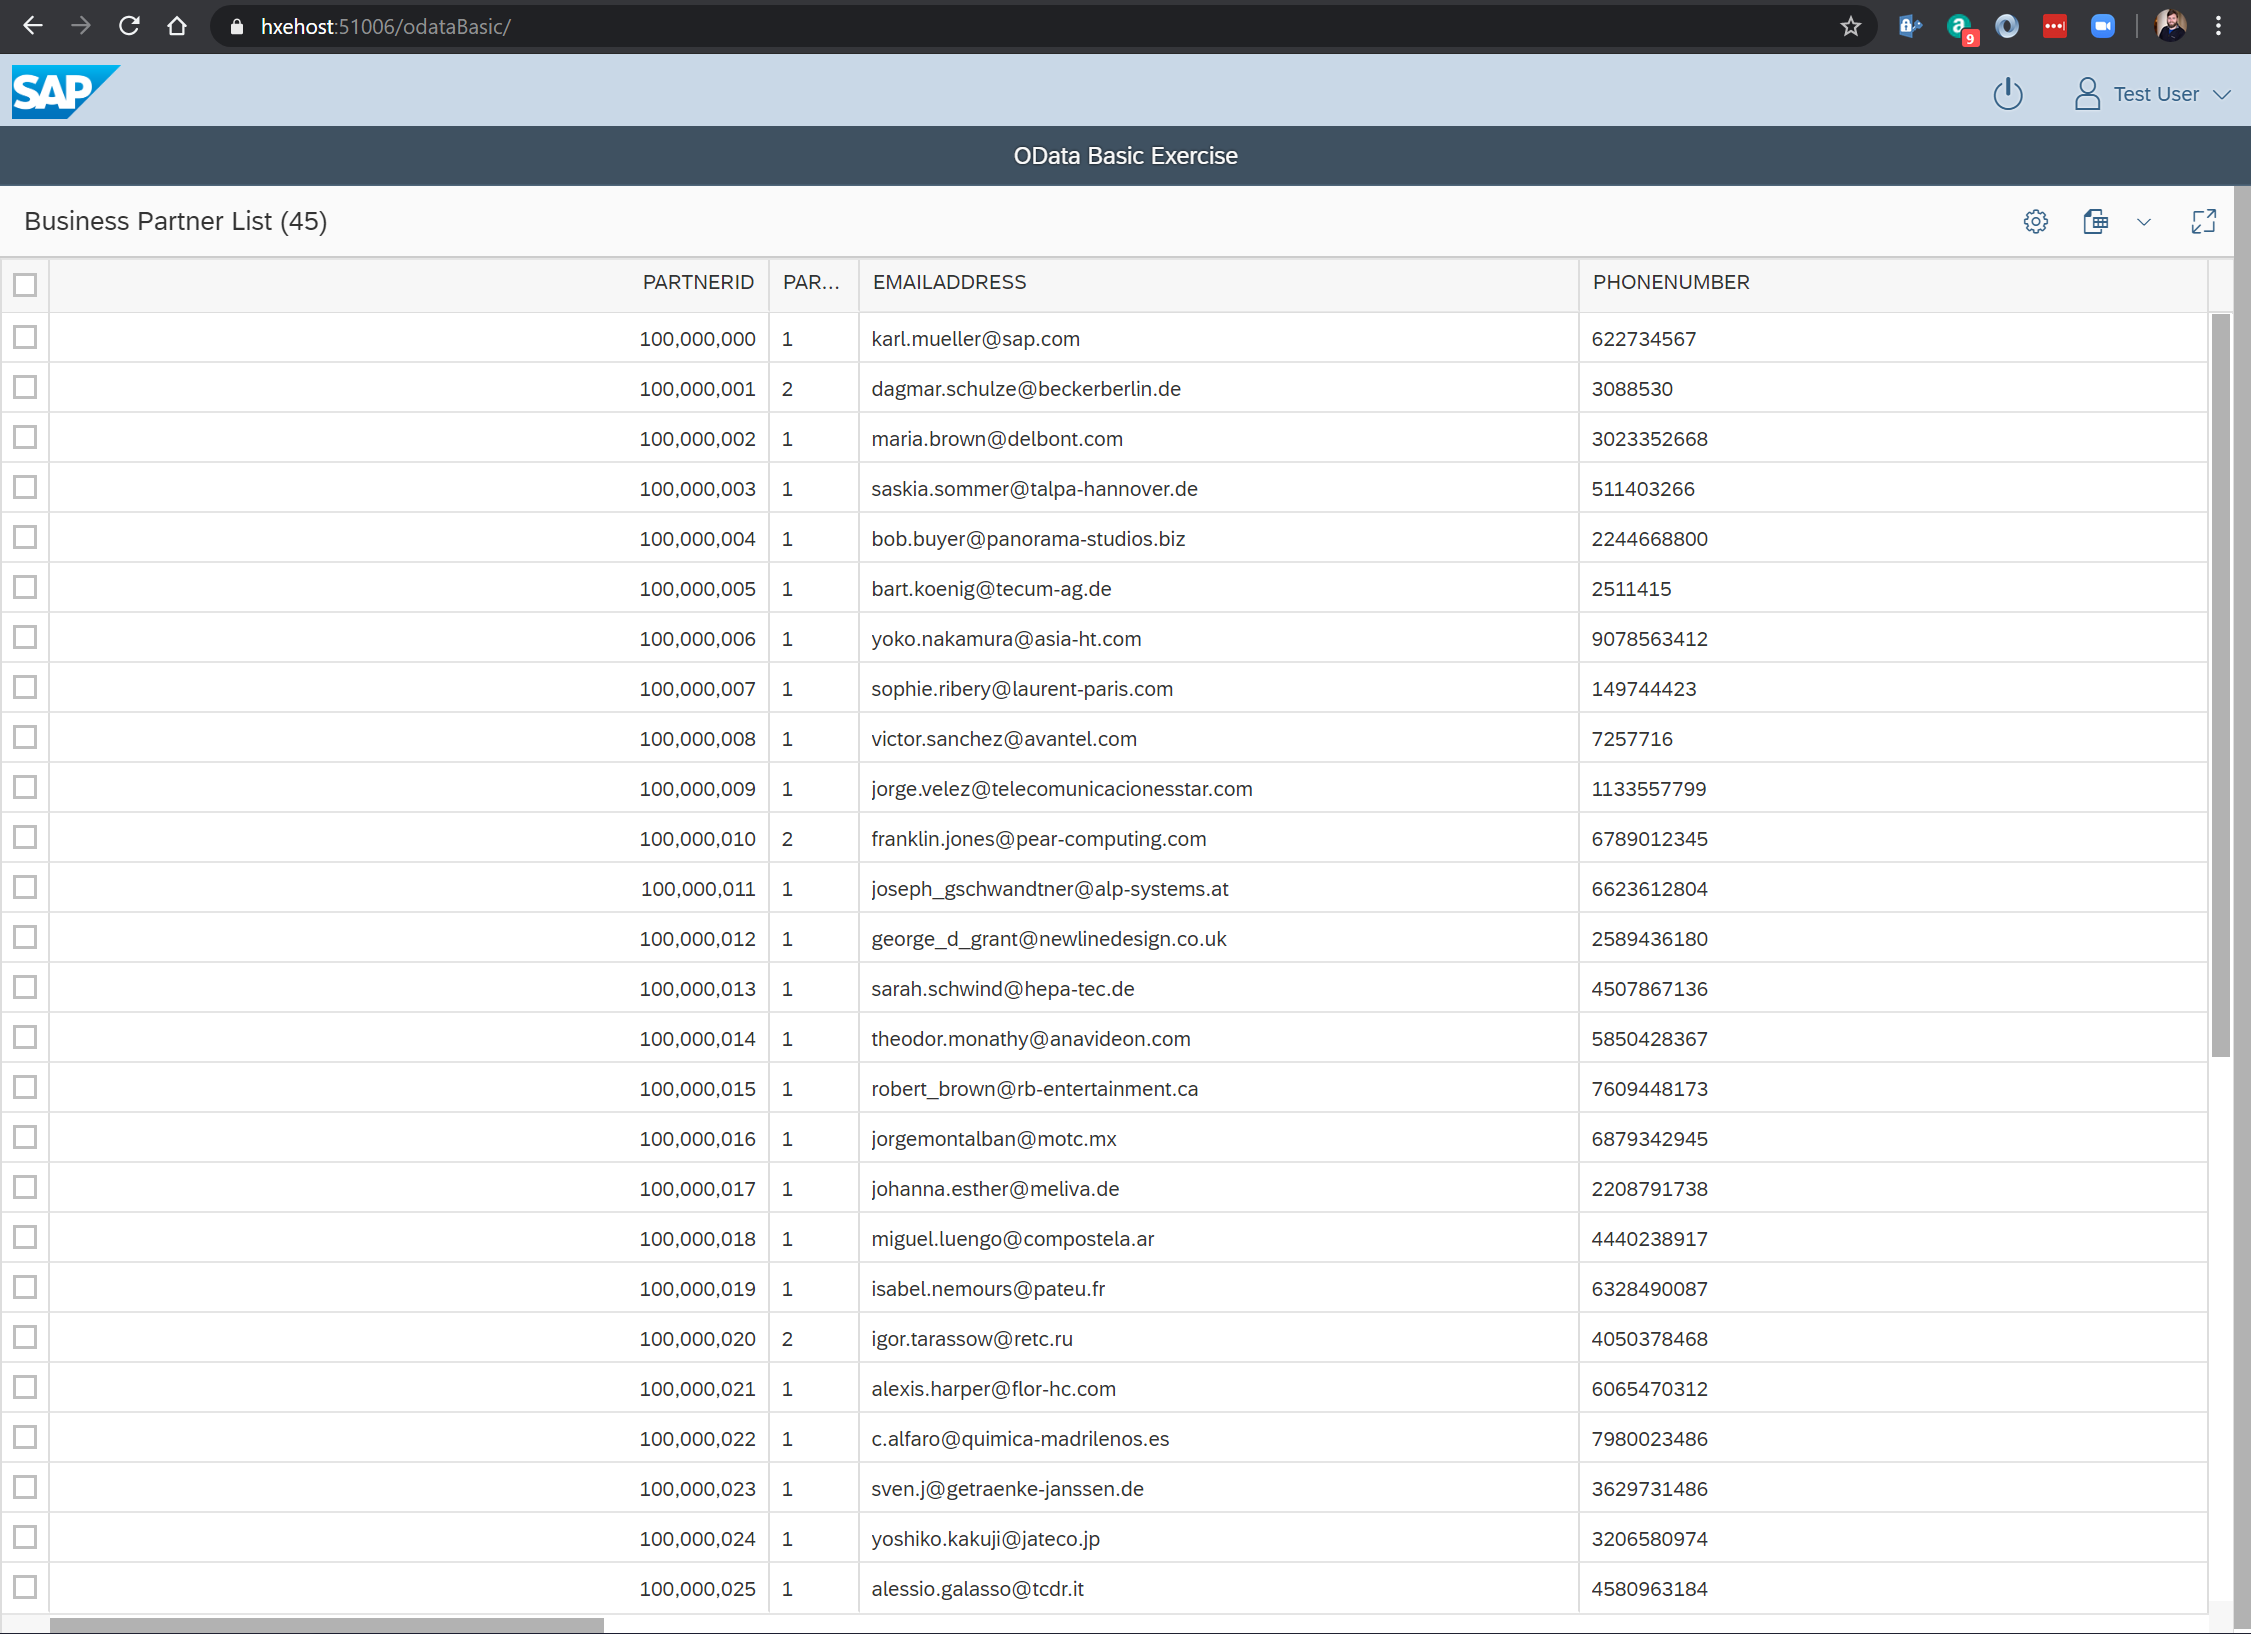 hxehost:51006/odataBasic/
9
SAP
Test User
OData Basic Exercise
Business Partner List (45)
PARTNERID PAR... EMAILADDRESS PHONENUMBER
100,000,000 1 karl.mueller@sap.com 622734567
100,000,001 2 dagmar.schulze@beckerberlin.de 3088530
100,000,002 1 maria.brown@delbont.com 3023352668
100,000,003 1 saskia.sommer@talpa-hannover.de 511403266
100,000,004 1 bob.buyer@panorama-studios.biz 2244668800
100,000,005 1 bart.koenig@tecum-ag.de 2511415
100,000,006 1 yoko.nakamura@asia-ht.com 9078563412
100,000,007 1 sophie.ribery@laurent-paris.com 149744423
100,000,008 1 victor.sanchez@avantel.com 7257716
100,000,009 1 jorge.velez@telecomunicacionesstar.com 1133557799
100,000,010 2 franklin.jones@pear-computing.com 6789012345
100,000,011 1 joseph_gschwandtner@alp-systems.at 6623612804
100,000,012 1 george_d_grant@newlinedesign.co.uk 2589436180
100,000,013 1 sarah.schwind@hepa-tec.de 4507867136
100,000,014 1 theodor.monathy@anavideon.com 5850428367
100,000,015 1 robert_brown@rb-entertainment.ca 7609448173
100,000,016 1 jorgemontalban@motc.mx 6879342945
100,000,017 1 johanna.esther@meliva.de 2208791738
100,000,018 1 miguel.luengo@compostela.ar 4440238917
100,000,019 1 isabel.nemours@pateu.fr 6328490087
100,000,020 2 igor.tarassow@retc.ru 4050378468
100,000,021 1 alexis.harper@flor-hc.com 6065470312
100,000,022 1 c.alfaro@quimica-madrilenos.es 7980023486
100,000,023 1 sven.j@getraenke-janssen.de 3629731486
100,000,024 1 yoshiko.kakuji@jateco.jp 3206580974
100,000,025 1 alessio.galasso@tcdr.it 4580963184